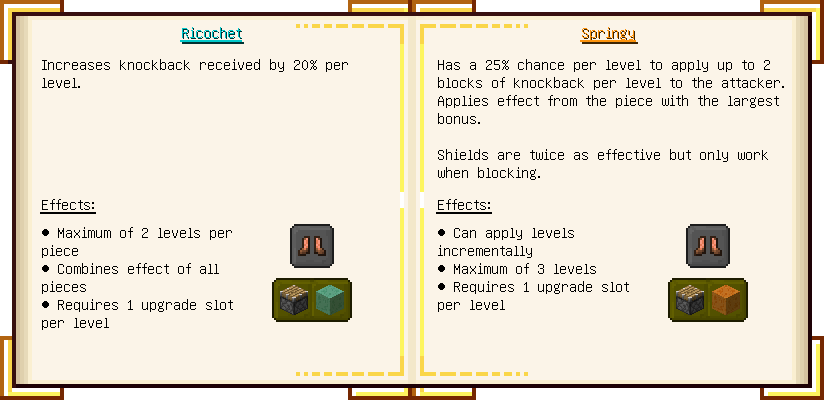 Ricochet
Increases knockback received by 20% per
level.
Effects:
● Maximum of 2 levels per
piece
● Combines effect of all
pieces
● Requires 1 upgrade slot
per level
Springy
Has a 25% chance per level to apply up to 2
blocks of knockback per level to the attacker.
Applies effect from the piece with the largest
bonus.
Shields are twice as effective but only work
when blocking.
Effects:
● Can apply levels
incrementally
● Maximum of 3 levels
● Requires 1 upgrade slot
per level